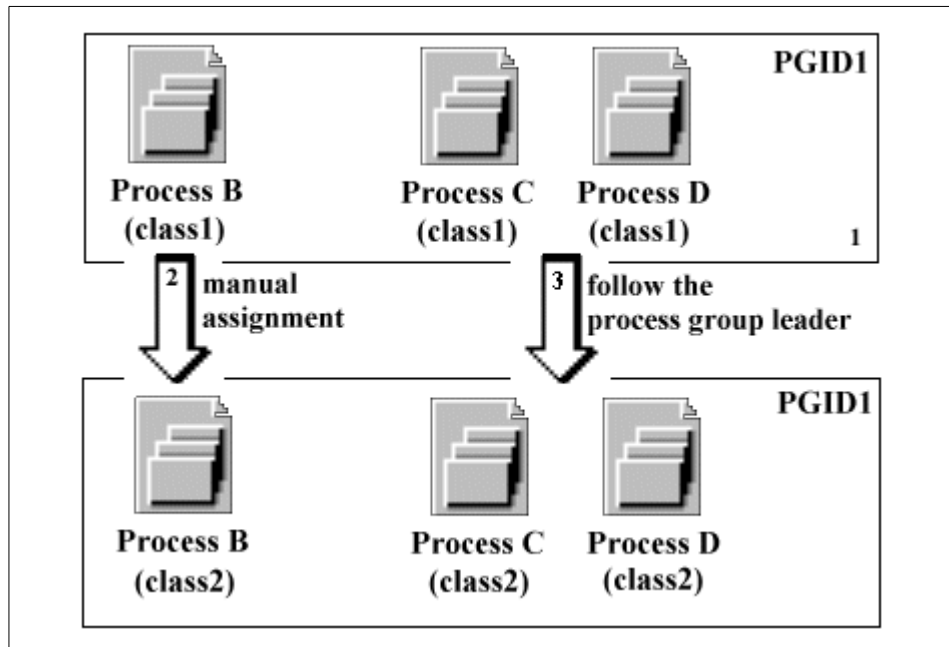 PGID1
Process B
(class1)
Process C
(class1)
Process D
(class1)
1
2
manual
assignment
3
follow the
process group leader
PGID1
Process B
(class2)
Process C
(class2)
Process D
(class2)